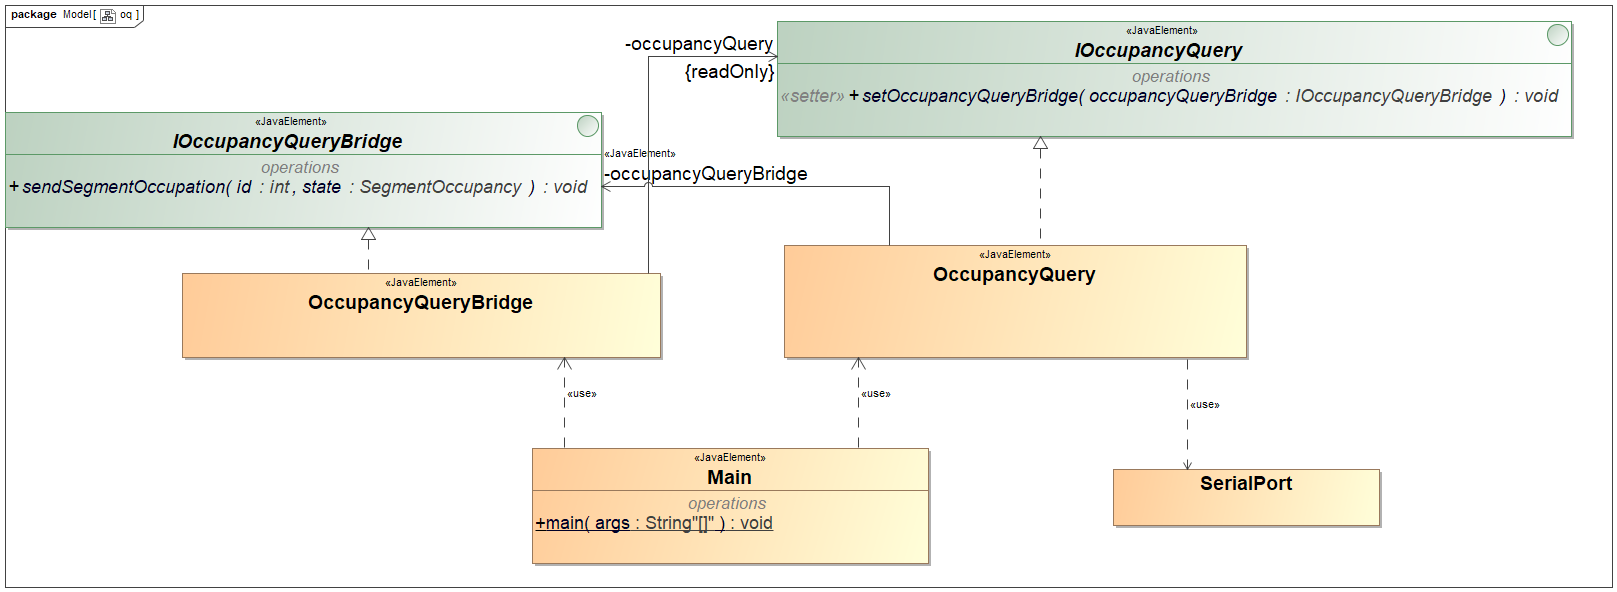 package Model[ oq ]
«JavaElement»
IOccupancyQuery
operations
«setter» +setOccupancyQueryBridge( occupancyQueryBridge : IOccupancyQueryBridge ) : void
-occupancyQuery
{readOnly}
«JavaElement»
IOccupancyQueryBridge
operations
+sendSegmentOccupation( id : int, state : SegmentOccupancy ) : void
«JavaElement»
-occupancyQueryBridge
«JavaElement»
OccupancyQueryBridge
«JavaElement»
OccupancyQuery
«use»
«use»
«use»
«JavaElement»
Main
operations
+main( args : String"[]" ) : void
SerialPort